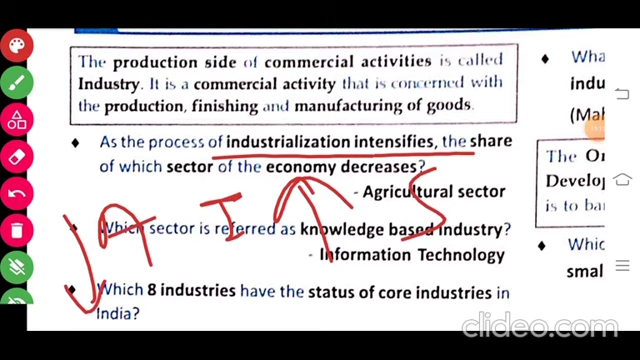 The production side of commercial activities is called
Industry. It is a commercial activity that is concerned with
the production, finishing and manufacturing of goods.
♦ As the process of industrialization intensifies, the share
of which sector of the economy decreases?
- Agricultural sector
♦ Which sector is referred as knowledge based industry?
- Information Technology
♦ Which 8 industries have the status of core industries in
India?
A I S
♦ Wha
indu
(Mah
The Or
Develop
is to ban
♦ Which
small
clideo.com